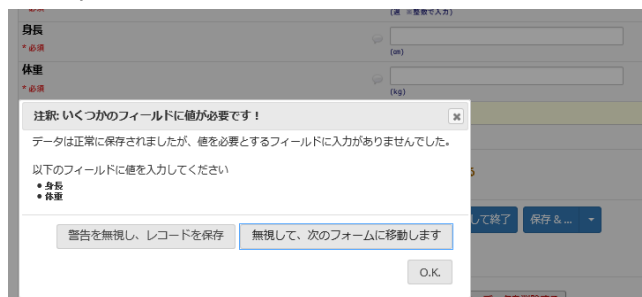 (週 ※整数で入力)
身長
* 必須
(cm)
体重
* 必須
(kg)
注釈: いくつかのフィールドに値が必要です！
データは正常に保存されましたが、値を必要とするフィールドに入力がありませんでした。
以下のフィールドに値を入力してください
• 身長
• 体重
して終了 保存 & ...
警告を無視し、レコードを保存 無視して、次のフォームに移動します
O.K.